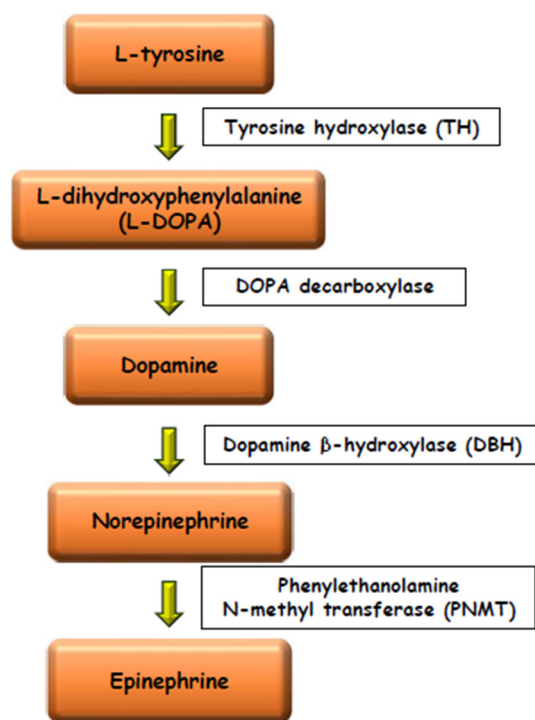 L-tyrosine
Tyrosine hydroxylase (TH)
L-dihydroxyphenylalanine
(L-DOPA)
DOPA decarboxylase
Dopamine
Dopamine β-hydroxylase (DBH)
Norepinephrine
Phenylethanolamine
N-methyl transferase (PNMT)
Epinephrine